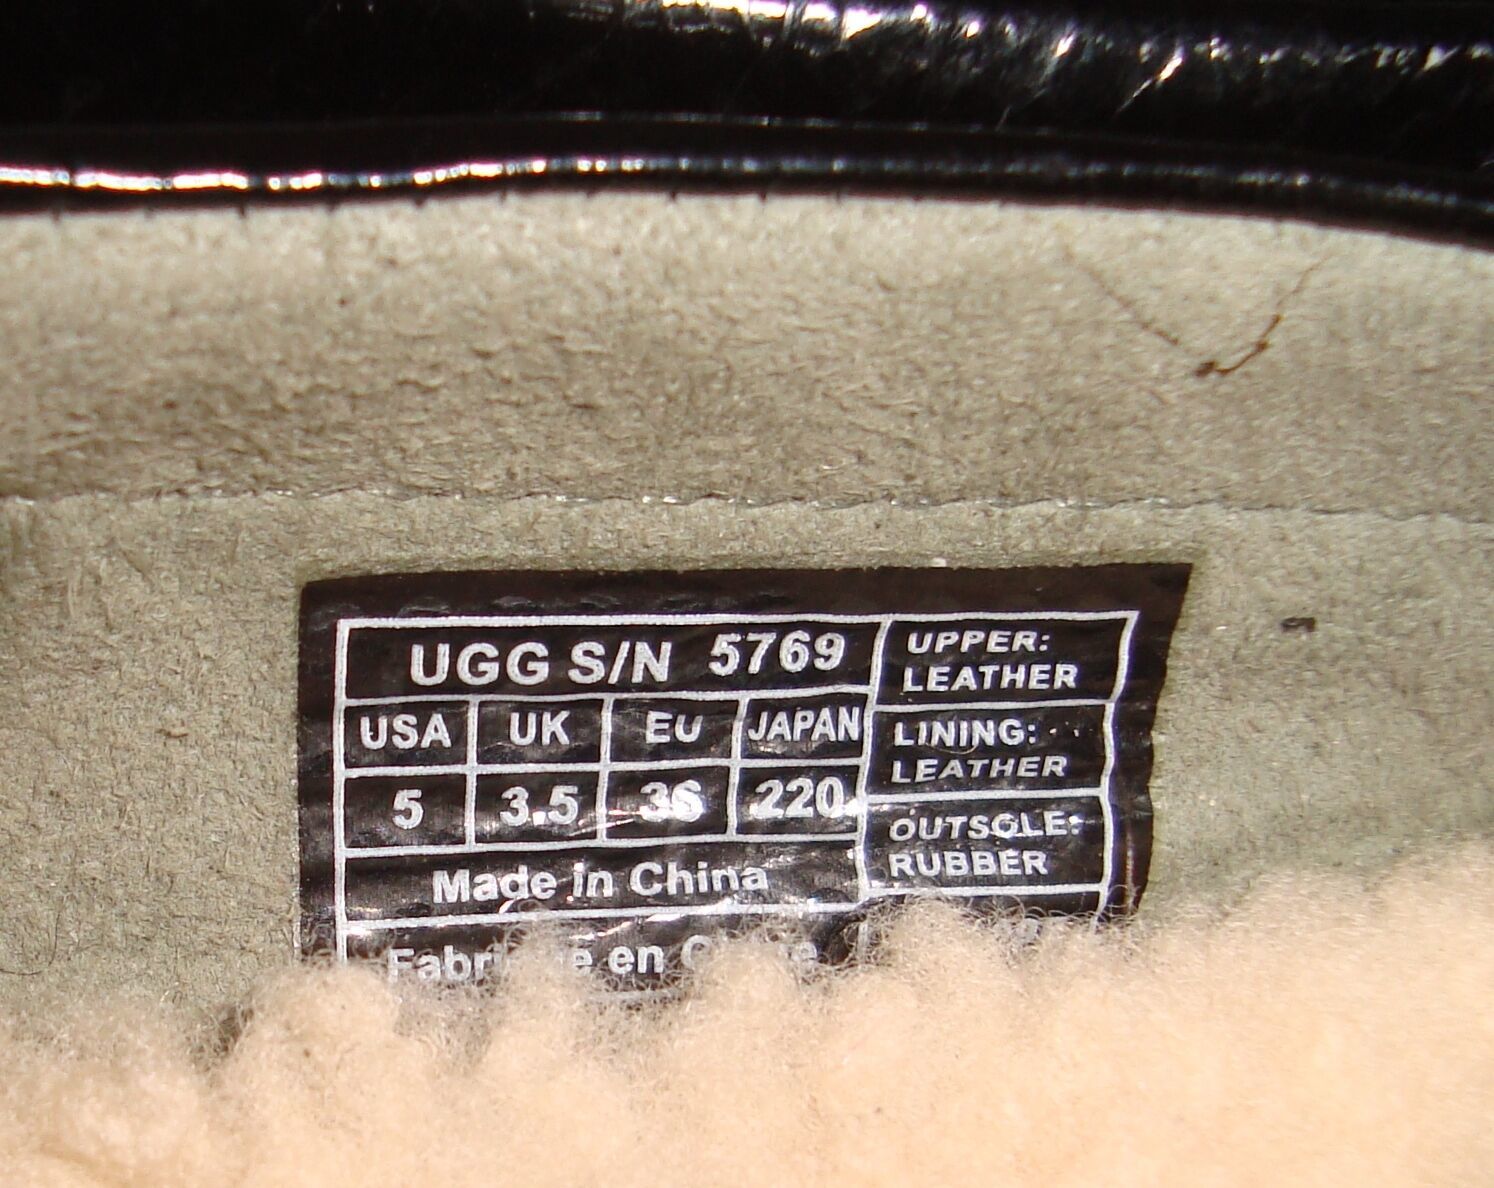 UGG S/N 5769
USA UK EU JAPAN
5 3.5 36 220
Made in China
en
UPPER:
LEATHER
LINING:
LEATHER
OUTSOLE:
RUBBER